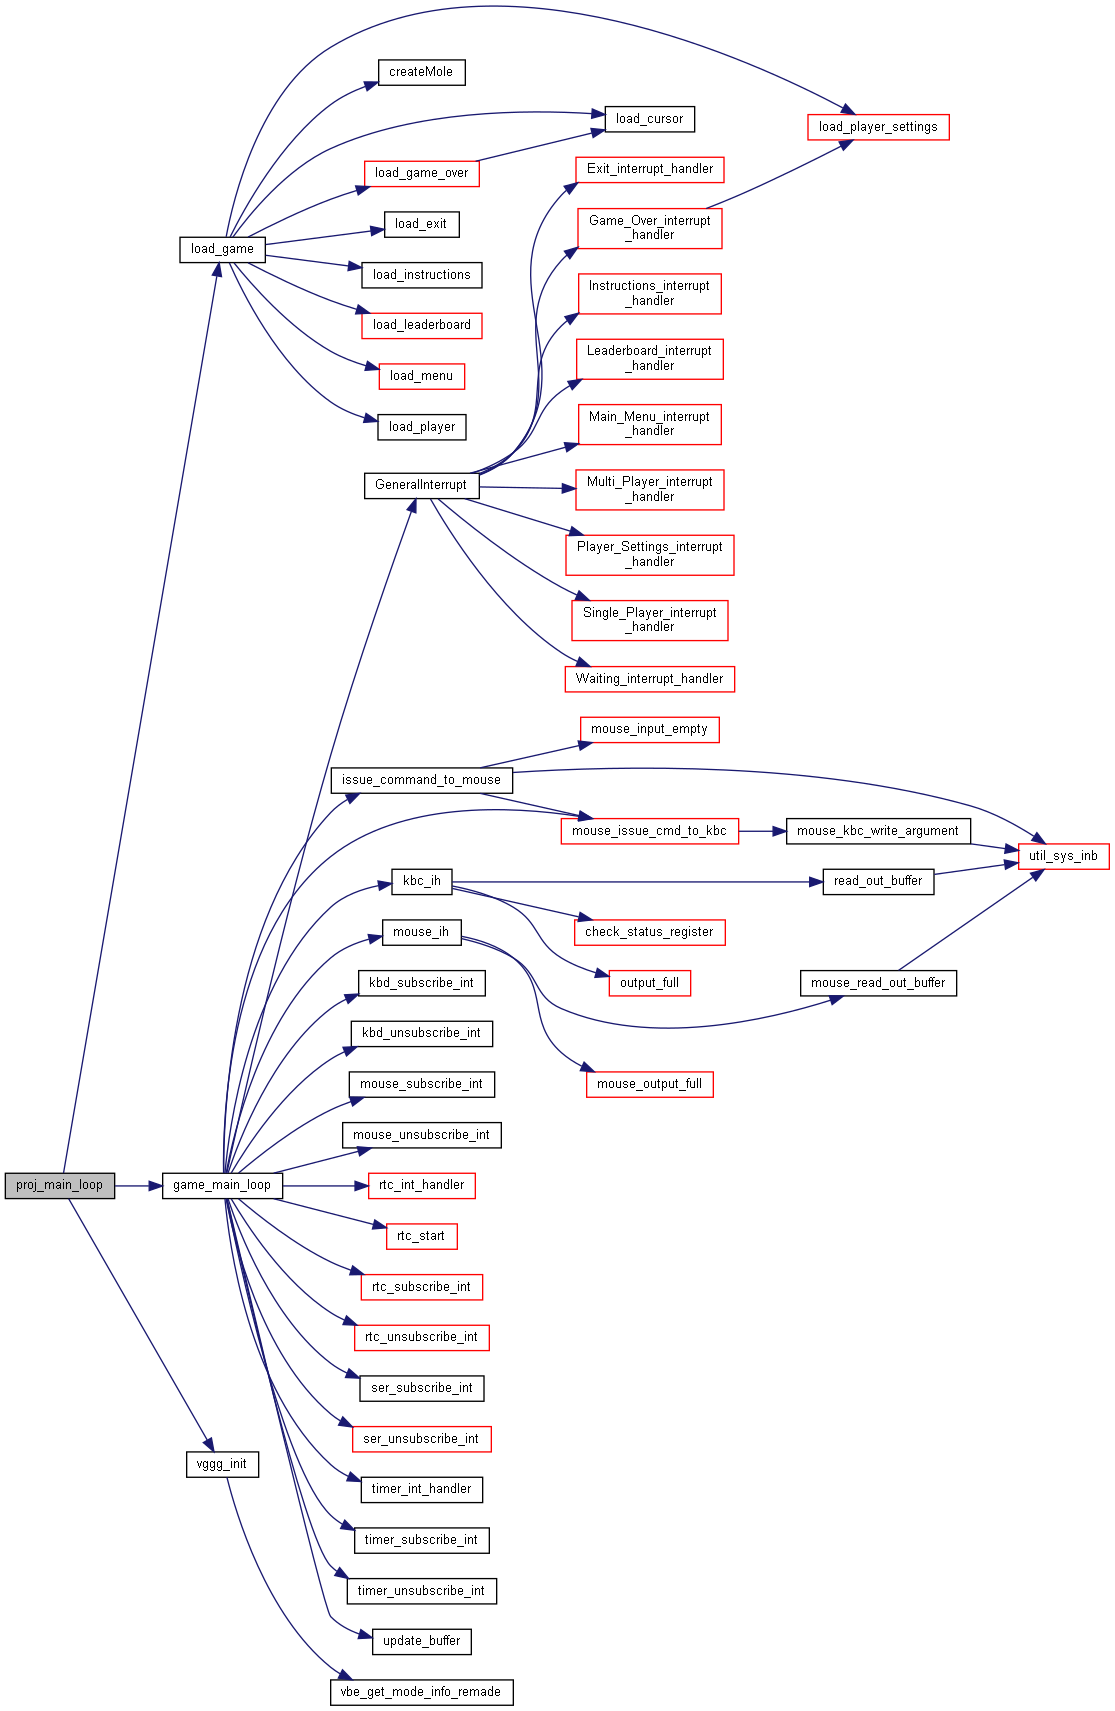 createMole
load_cursor
load_player_settings
load_game_over
Exit_interrupt_handler
load_exit
Game_Over_interrupt
_handler
load_game
load_instructions
Instructions_interrupt
_handler
load_leaderboard
Leaderboard_interrupt
_handler
load_menu
load_player
Main_Menu_interrupt
_handler
GeneralInterrupt
Multi_Player_interrupt
_handler
Player_Settings_interrupt
_handler
Single_Player_interrupt
_handler
Waiting_interrupt_handler
mouse_input_empty
issue_command_to_mouse
mouse_issue_cmd_to_kbc
mouse_kbc_write_argument
util_sys_inb
kbc_ih
read_out_buffer
mouse_ih
check_status_register
kbd_subscribe_int
output_full
mouse_read_out_buffer
kbd_unsubscribe_int
mouse_subscribe_int
mouse_output_full
mouse_unsubscribe_int
proj_main_loop
game_main_loop
rtc_int_handler
rtc_start
rtc_subscribe_int
rtc_unsubscribe_int
ser_subscribe_int
ser_unsubscribe_int
vggg_init
timer_int_handler
timer_subscribe_int
timer_unsubscribe_int
update_buffer
vbe_get_mode_info_remade